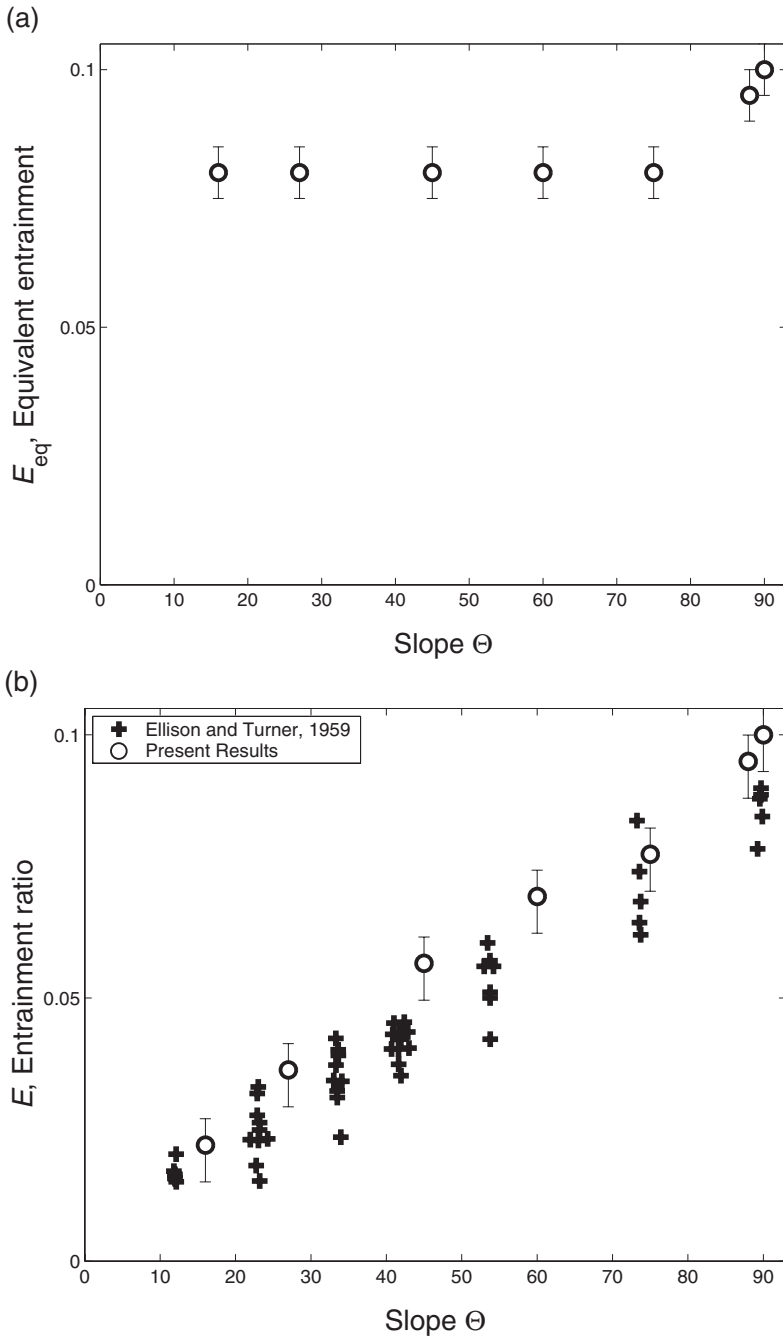 (a)
0.1
0.05
0
E_eq, Equivalent entrainment
0 10 20 30 40 50 60 70 80 90
Slope Θ
(b)
Ellison and Turner, 1959
Present Results
0.1
0.05
0
E, Entrainment ratio
0 10 20 30 40 50 60 70 80 90
Slope Θ